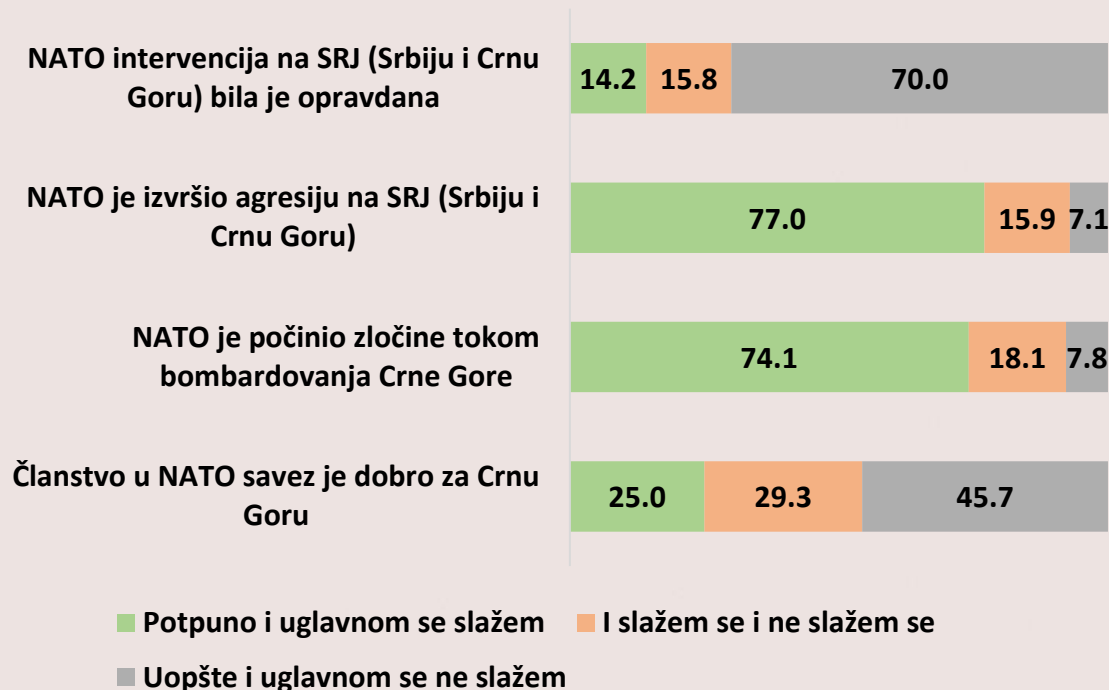 NATO intervencija na SRJ (Srbiju i Crnu
Goru) bila je opravdana
14.2 15.8 70.0
NATO je izvršio agresiju na SRJ (Srbiju i
Crnu Goru)
77.0 15.9 7.1
NATO je počinio zločine tokom
bombardovanja Crne Gore
74.1 18.1 7.8
Članstvo u NATO savez je dobro za Crnu
Goru
25.0 29.3 45.7
Potpuno i uglavnom se slažem I slažem se i ne slažem se
Uopšte i uglavnom se ne slažem